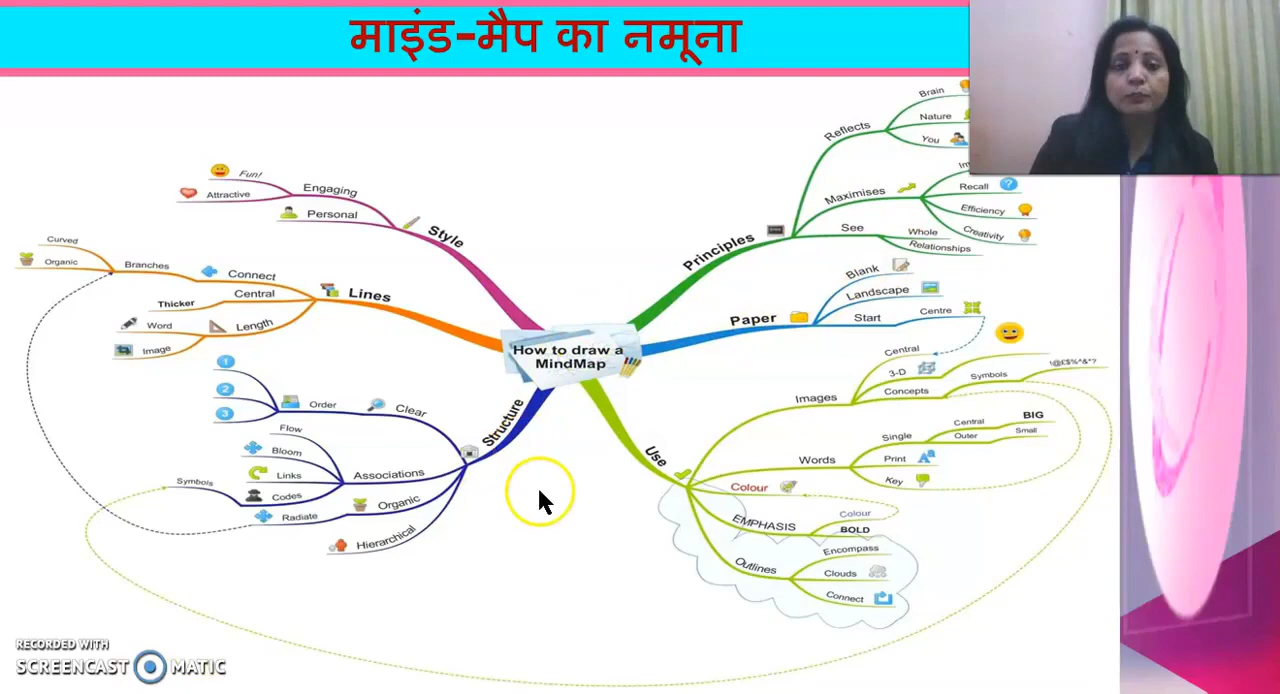 माइंड-मैप का नमूना
How to draw a
MindMap
Principles
Reflects
Brain
Nature
You
Maximises
Recall
Efficiency
Creativity
See
Whole
Relationships
Paper
Blank
Landscape
Start
Centre
Use
Images
Central
3-D
Concepts
Symbols
!@£$%^&*?
Words
Single
Central
BIG
Outer
Small
Print
Key
Colour
EMPHASIS
Colour
BOLD
Outlines
Encompass
Clouds
Connect
Structure
Clear
Order
1
2
3
Associations
Flow
Bloom
Links
Codes
Symbols
Organic
Radiate
Hierarchical
Lines
Connect
Branches
Curved
Organic
Central
Thicker
Length
Word
Image
Style
Engaging
Fun!
Attractive
Personal
RECORDED WITH
SCREENCAST MATIC